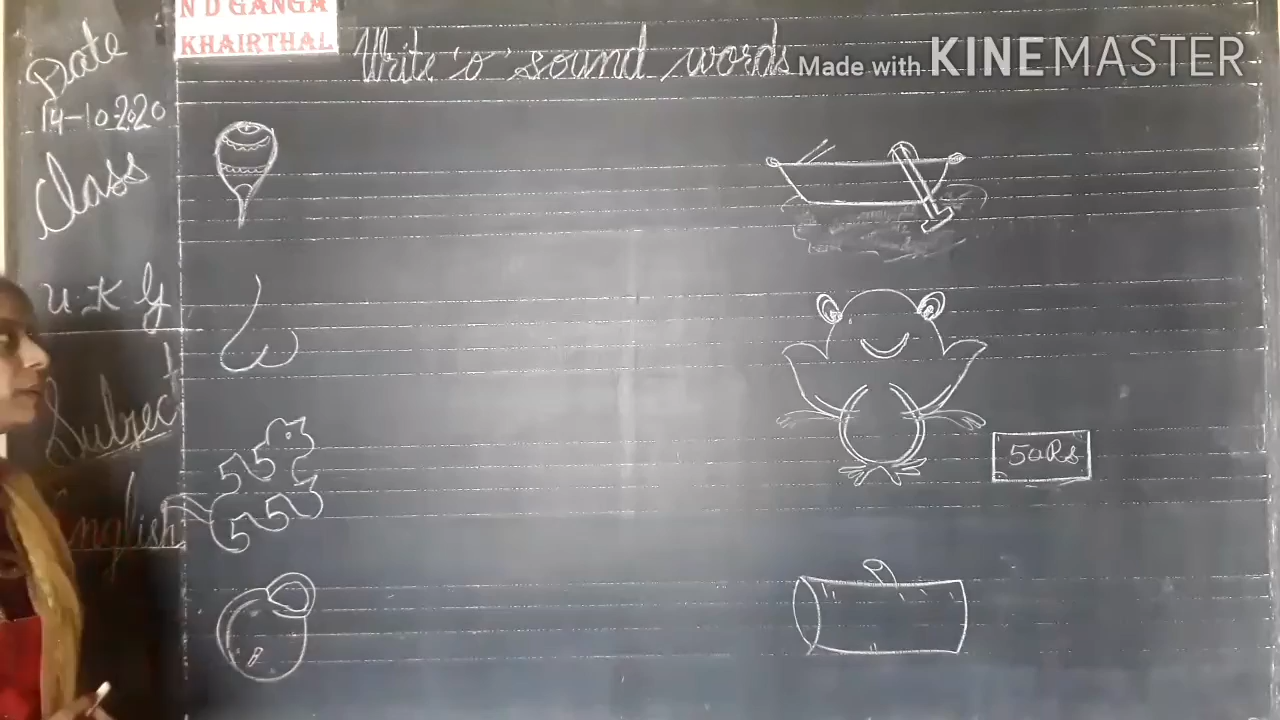 N D GANGA
KHAIRTHAL
Write 'o' sound words
Made with KINEMASTER
Date
14-10-2020
Class
U.K G
Subject
English
50Rs